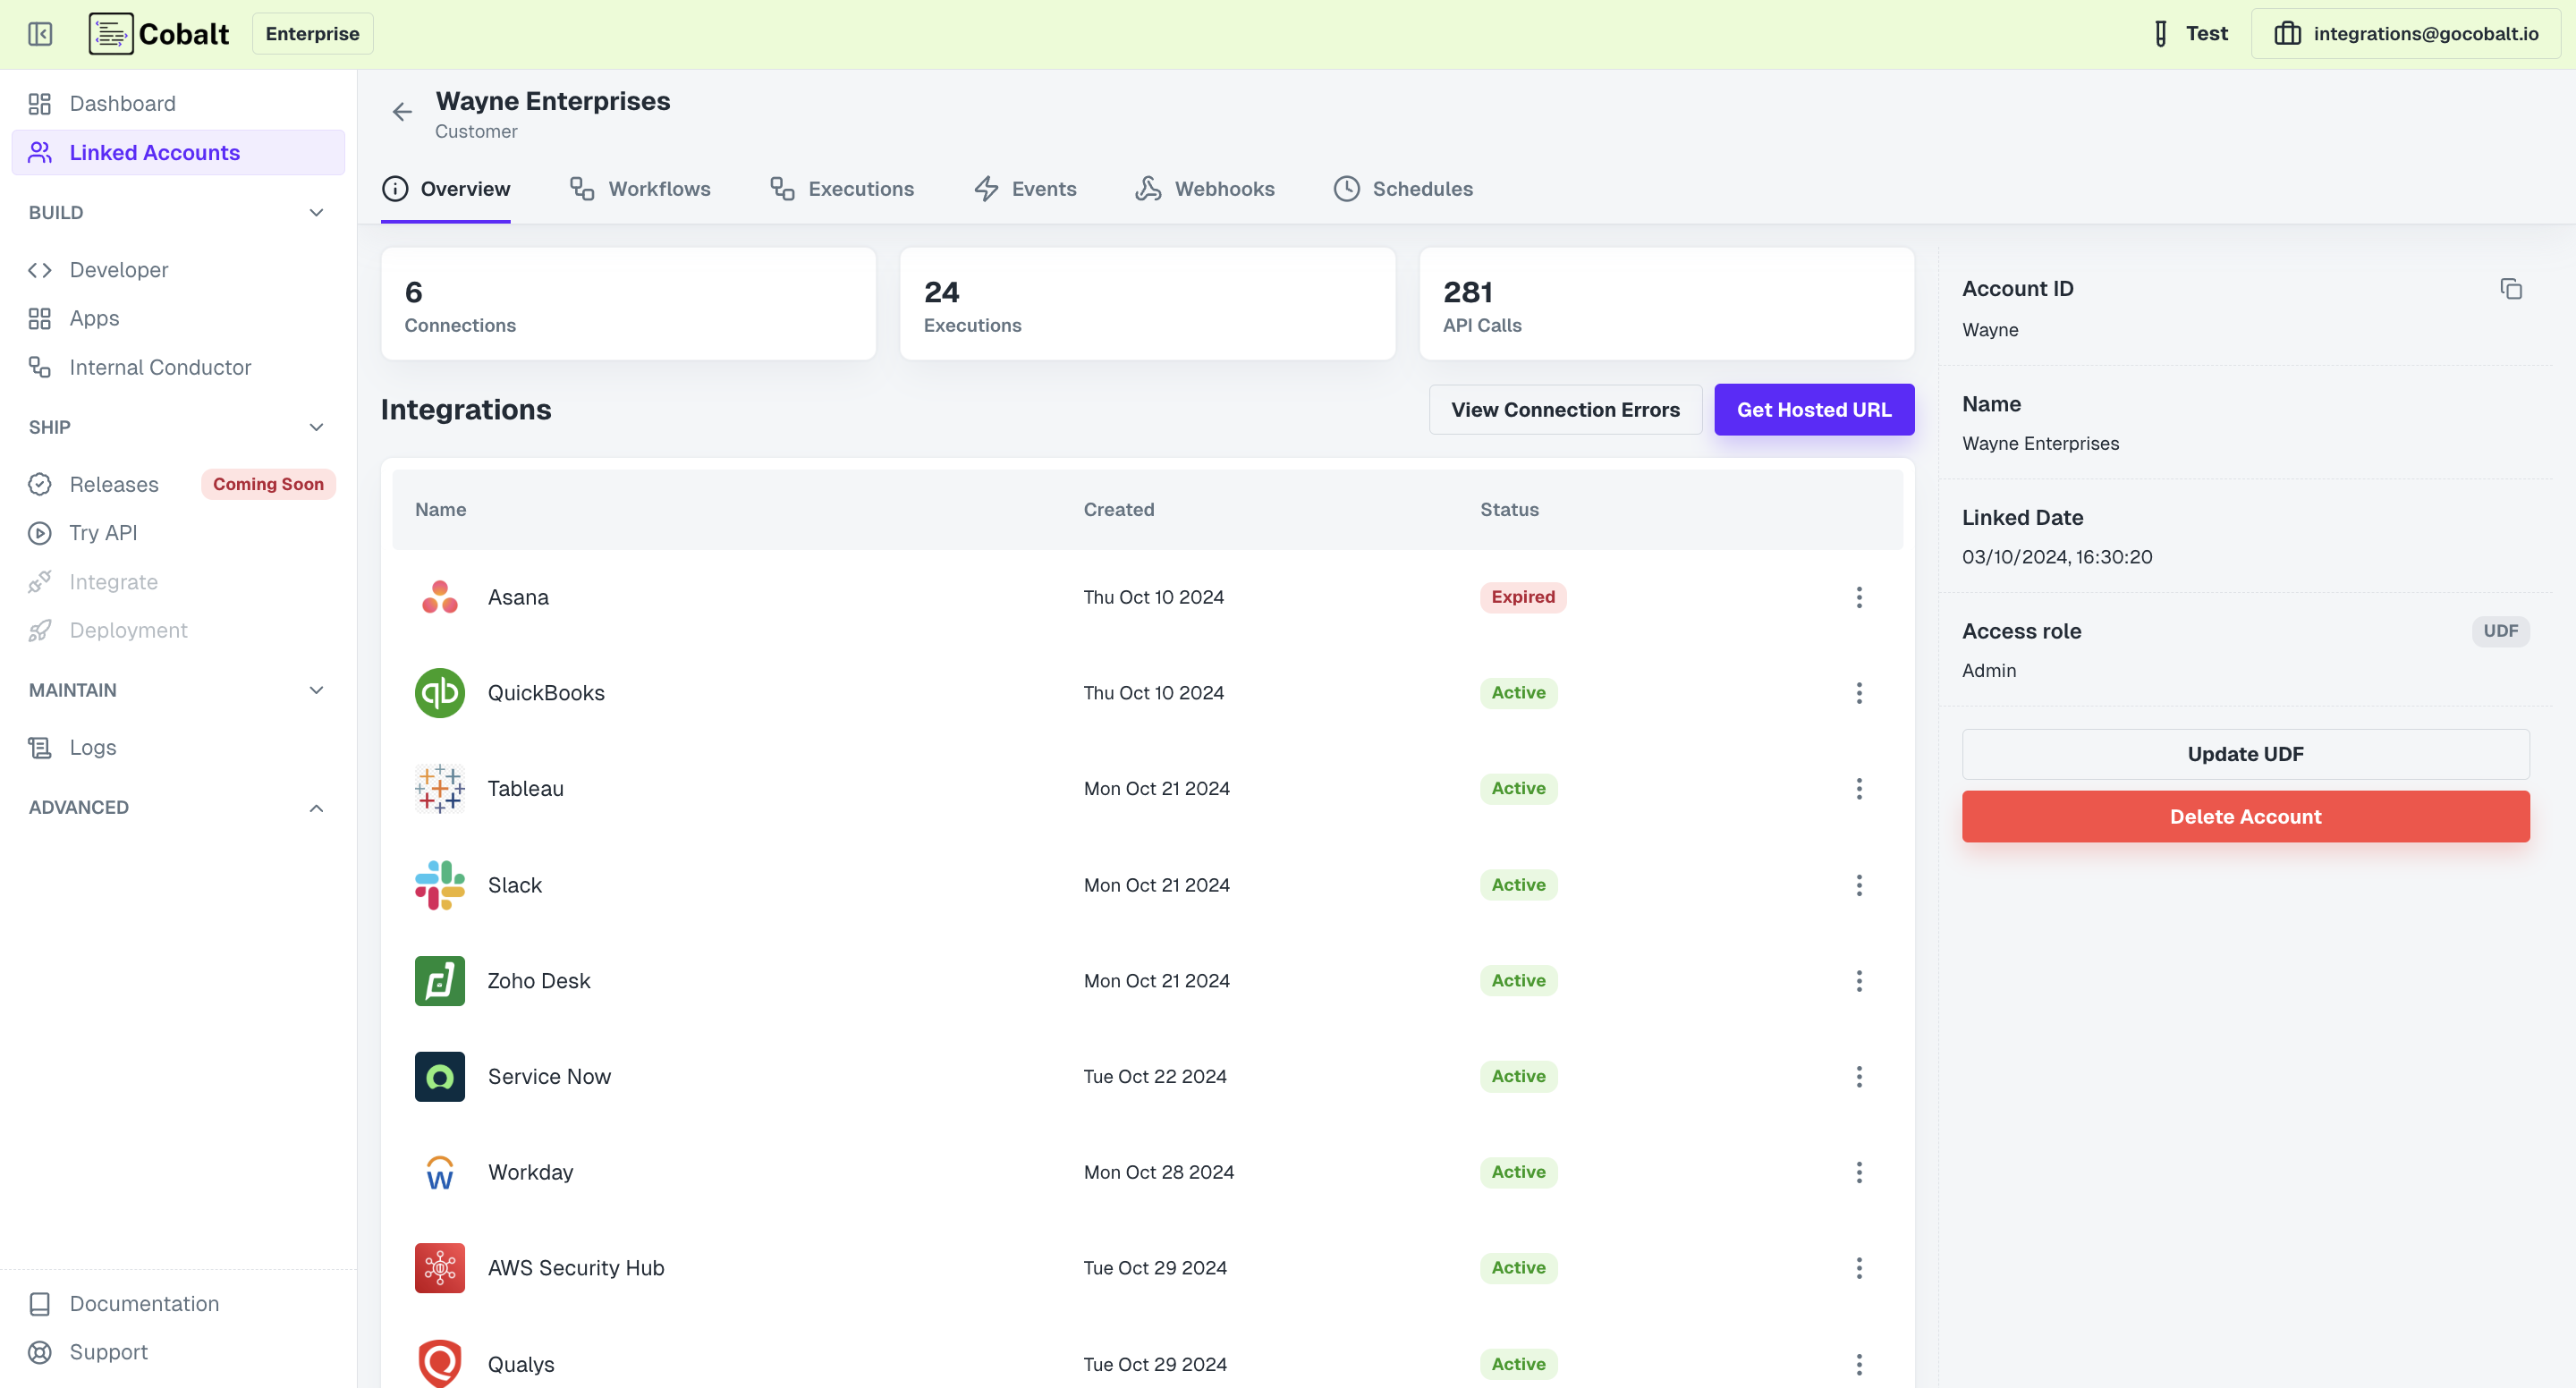 Cobalt Enterprise Test integrations@gocobalt.io
Dashboard
Linked Accounts
BUILD
Developer
Apps
Internal Conductor
SHIP
Releases Coming Soon
Try API
Integrate
Deployment
MAINTAIN
Logs
ADVANCED
Documentation
Support
Wayne Enterprises
Customer
Overview Workflows Executions Events Webhooks Schedules
6 24 281
Connections Executions API Calls
Integrations View Connection Errors Get Hosted URL
Name Created Status
Asana Thu Oct 10 2024 Expired
qb QuickBooks Thu Oct 10 2024 Active
Tableau Mon Oct 21 2024 Active
Slack Mon Oct 21 2024 Active
Zoho Desk Mon Oct 21 2024 Active
Service Now Tue Oct 22 2024 Active
W Workday Mon Oct 28 2024 Active
AWS Security Hub Tue Oct 29 2024 Active
Qualys Tue Oct 29 2024 Active
Account ID
Wayne
Name
Wayne Enterprises
Linked Date
03/10/2024, 16:30:20
Access role UDF
Admin
Update UDF
Delete Account